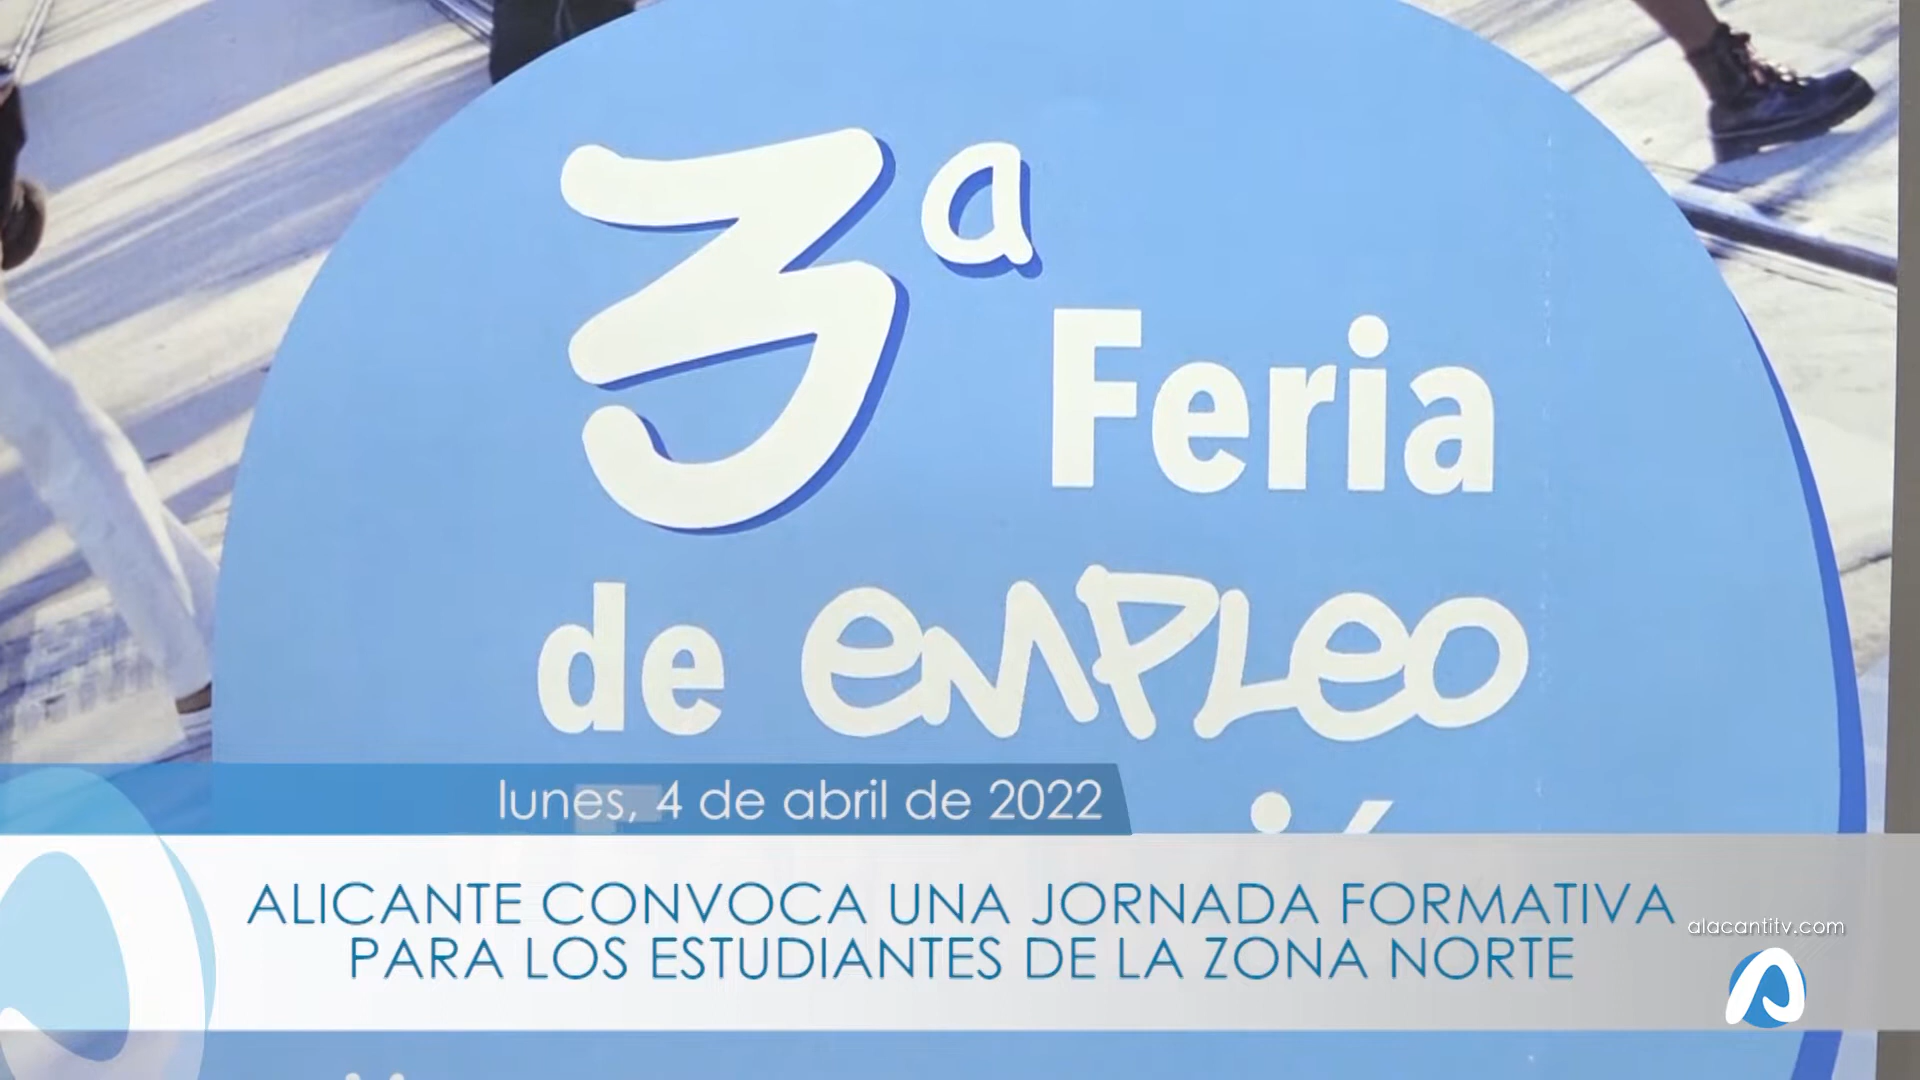 3ª
Feria
de empleo
lunes, 4 de abril de 2022
ALICANTE CONVOCA UNA JORNADA FORMATIVA
PARA LOS ESTUDIANTES DE LA ZONA NORTE
alacantitv.com